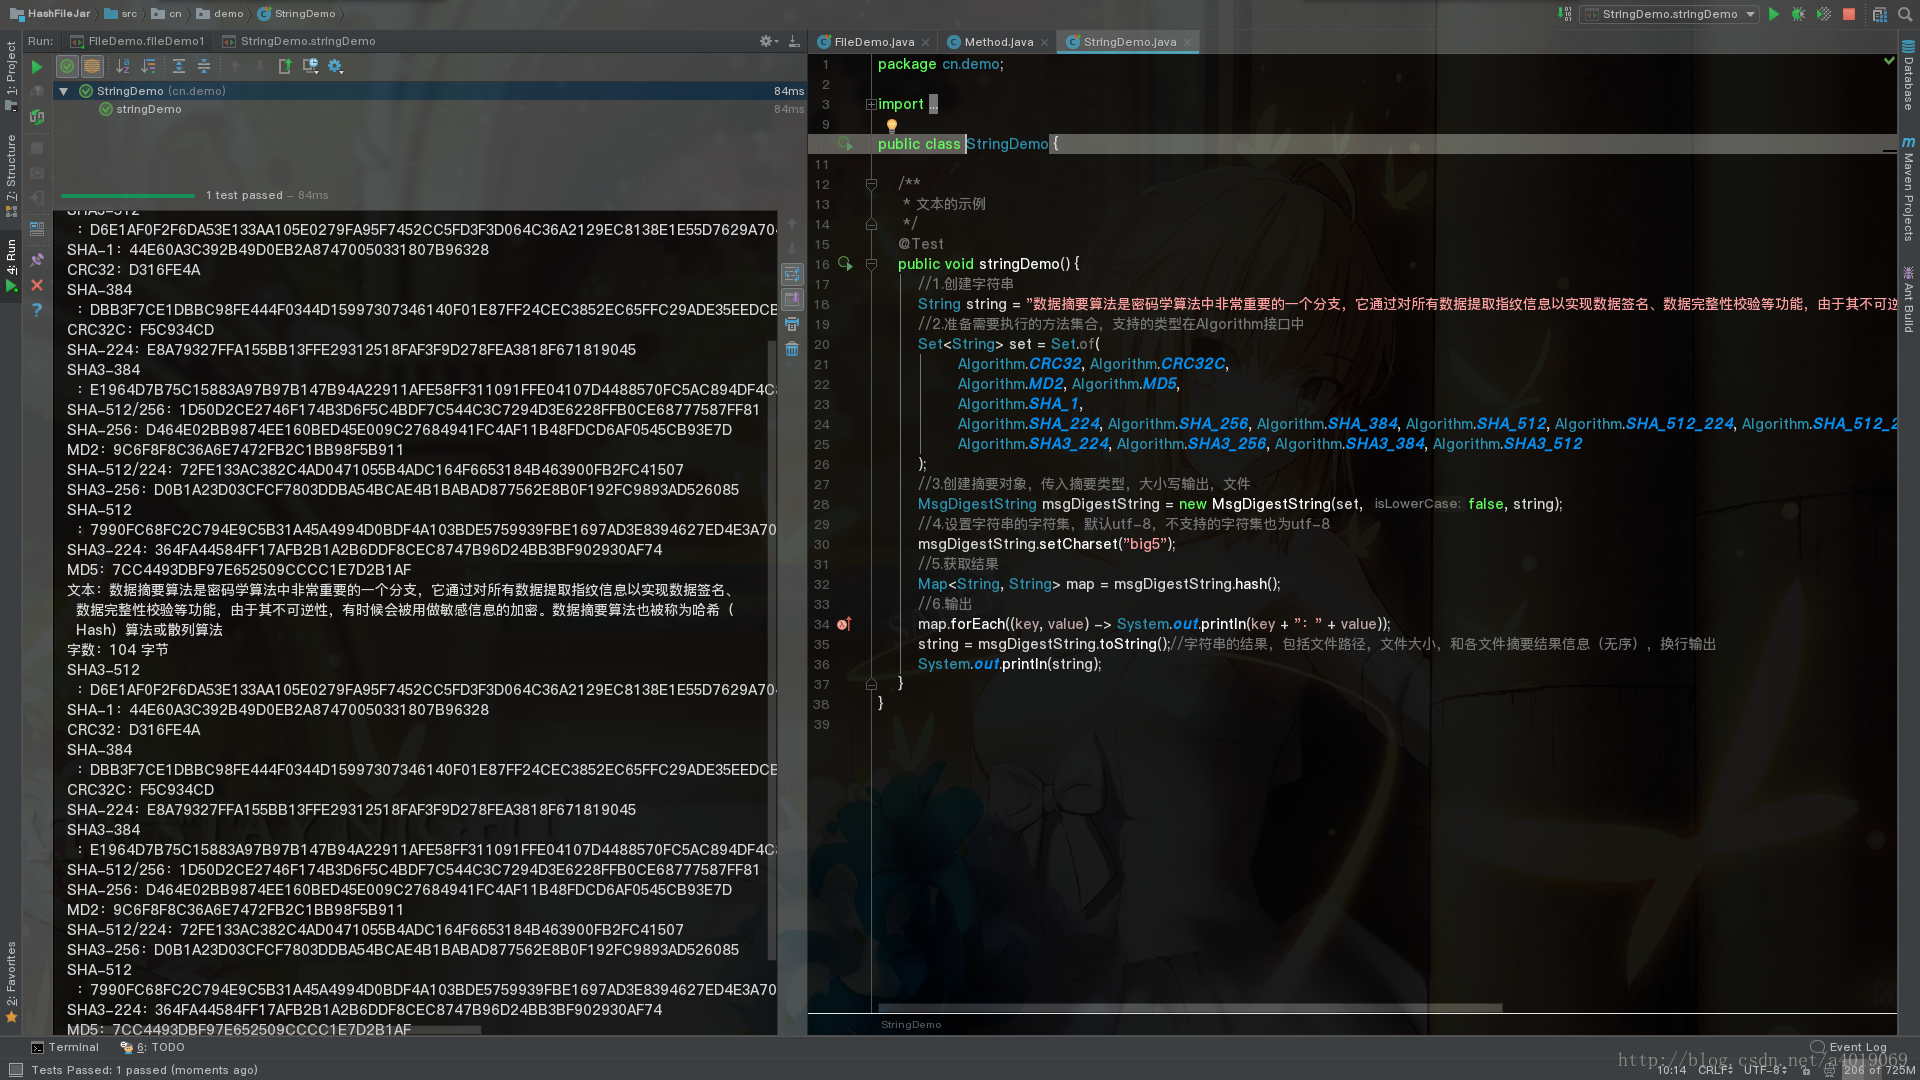 HashFileJar src cn demo StringDemo
StringDemo.stringDemo
Run: FileDemo.fileDemo1 StringDemo.stringDemo
StringDemo (cn.demo) 84ms
stringDemo 84ms
1 test passed – 84ms
SHA3-512
: D6E1AF0F2F6DA53E133AA105E0279FA95F7452CC5FD3F3D064C36A2129EC8138E1E55D7629A70
SHA-1: 44E60A3C392B49D0EB2A87470050331807B96328
CRC32: D316FE4A
SHA-384
: DBB3F7CE1DBBC98FE444F0344D15997307346140F01E87FF24CEC3852EC65FFC29ADE35EEDCE
CRC32C: F5C934CD
SHA-224: E8A79327FFA155BB13FFE29312518FAF3F9D278FEA3818F671819045
SHA3-384
: E1964D7B75C15883A97B97B147B94A22911AFE58FF311091FFE04107D4488570FC5AC894DF4C
SHA-512/256: 1D50D2CE2746F174B3D6F5C4BDF7C544C3C7294D3E6228FFB0CE68777587FF81
SHA-256: D464E02BB9874EE160BED45E009C27684941FC4AF11B48FDCD6AF0545CB93E7D
MD2: 9C6F8F8C36A6E7472FB2C1BB98F5B911
SHA-512/224: 72FE133AC382C4AD0471055B4ADC164F6653184B463900FB2FC41507
SHA3-256: D0B1A23D03CFCF7803DDBA54BCAE4B1BABAD877562E8B0F192FC9893AD526085
SHA-512
: 7990FC68FC2C794E9C5B31A45A4994D0BDF4A103BDE5759939FBE1697AD3E8394627ED4E3A70
SHA3-224: 364FA44584FF17AFB2B1A2B6DDF8CEC8747B96D24BB3BF902930AF74
MD5: 7CC4493DBF97E652509CCCC1E7D2B1AF
文本: 数据摘要算法是密码学算法中非常重要的一个分支，它通过对所有数据提取指纹信息以实现数据签名、
数据完整性校验等功能，由于其不可逆性，有时候会被用做敏感信息的加密。数据摘要算法也被称为哈希（
Hash）算法或散列算法
字数: 104 字节
SHA3-512
: D6E1AF0F2F6DA53E133AA105E0279FA95F7452CC5FD3F3D064C36A2129EC8138E1E55D7629A70
SHA-1: 44E60A3C392B49D0EB2A87470050331807B96328
CRC32: D316FE4A
SHA-384
: DBB3F7CE1DBBC98FE444F0344D15997307346140F01E87FF24CEC3852EC65FFC29ADE35EEDCE
CRC32C: F5C934CD
SHA-224: E8A79327FFA155BB13FFE29312518FAF3F9D278FEA3818F671819045
SHA3-384
: E1964D7B75C15883A97B97B147B94A22911AFE58FF311091FFE04107D4488570FC5AC894DF4C
SHA-512/256: 1D50D2CE2746F174B3D6F5C4BDF7C544C3C7294D3E6228FFB0CE68777587FF81
SHA-256: D464E02BB9874EE160BED45E009C27684941FC4AF11B48FDCD6AF0545CB93E7D
MD2: 9C6F8F8C36A6E7472FB2C1BB98F5B911
SHA-512/224: 72FE133AC382C4AD0471055B4ADC164F6653184B463900FB2FC41507
SHA3-256: D0B1A23D03CFCF7803DDBA54BCAE4B1BABAD877562E8B0F192FC9893AD526085
SHA-512
: 7990FC68FC2C794E9C5B31A45A4994D0BDF4A103BDE5759939FBE1697AD3E8394627ED4E3A70
SHA3-224: 364FA44584FF17AFB2B1A2B6DDF8CEC8747B96D24BB3BF902930AF74
MD5: 7CC4493DBF97E652509CCCC1E7D2B1AF
FileDemo.java Method.java StringDemo.java
1 package cn.demo;
2
3 import ...
9
10 public class StringDemo {
11
12 /**
13 * 文本的示例
14 */
15 @Test
16 public void stringDemo() {
17 //1.创建字符串
18 String string = "数据摘要算法是密码学算法中非常重要的一个分支，它通过对所有数据提取指纹信息以实现数据签名、数据完整性校验等功能，由于其不可逆
19 //2.准备需要执行的方法集合，支持的类型在Algorithm接口中
20 Set<String> set = Set.of(
21 Algorithm.CRC32, Algorithm.CRC32C,
22 Algorithm.MD2, Algorithm.MD5,
23 Algorithm.SHA_1,
24 Algorithm.SHA_224, Algorithm.SHA_256, Algorithm.SHA_384, Algorithm.SHA_512, Algorithm.SHA_512_224, Algorithm.SHA_512_2
25 Algorithm.SHA3_224, Algorithm.SHA3_256, Algorithm.SHA3_384, Algorithm.SHA3_512
26 );
27 //3.创建摘要对象，传入摘要类型，大小写输出，文件
28 MsgDigestString msgDigestString = new MsgDigestString(set, isLowerCase: false, string);
29 //4.设置字符串的字符集，默认utf-8，不支持的字符集也为utf-8
30 msgDigestString.setCharset("big5");
31 //5.获取结果
32 Map<String, String> map = msgDigestString.hash();
33 //6.输出
34 map.forEach((key, value) -> System.out.println(key + ": " + value));
35 string = msgDigestString.toString();//字符串的结果，包括文件路径，文件大小，和各文件摘要结果信息（无序），换行输出
36 System.out.println(string);
37 }
38 }
39
StringDemo
1: Project
7: Structure
4: Run
2: Favorites
Database
Maven Projects
Ant Build
Terminal 6: TODO Event Log
Tests Passed: 1 passed (moments ago) 10:14 CRLF UTF-8 206 of 725M
http://blog.csdn.net/a4019069